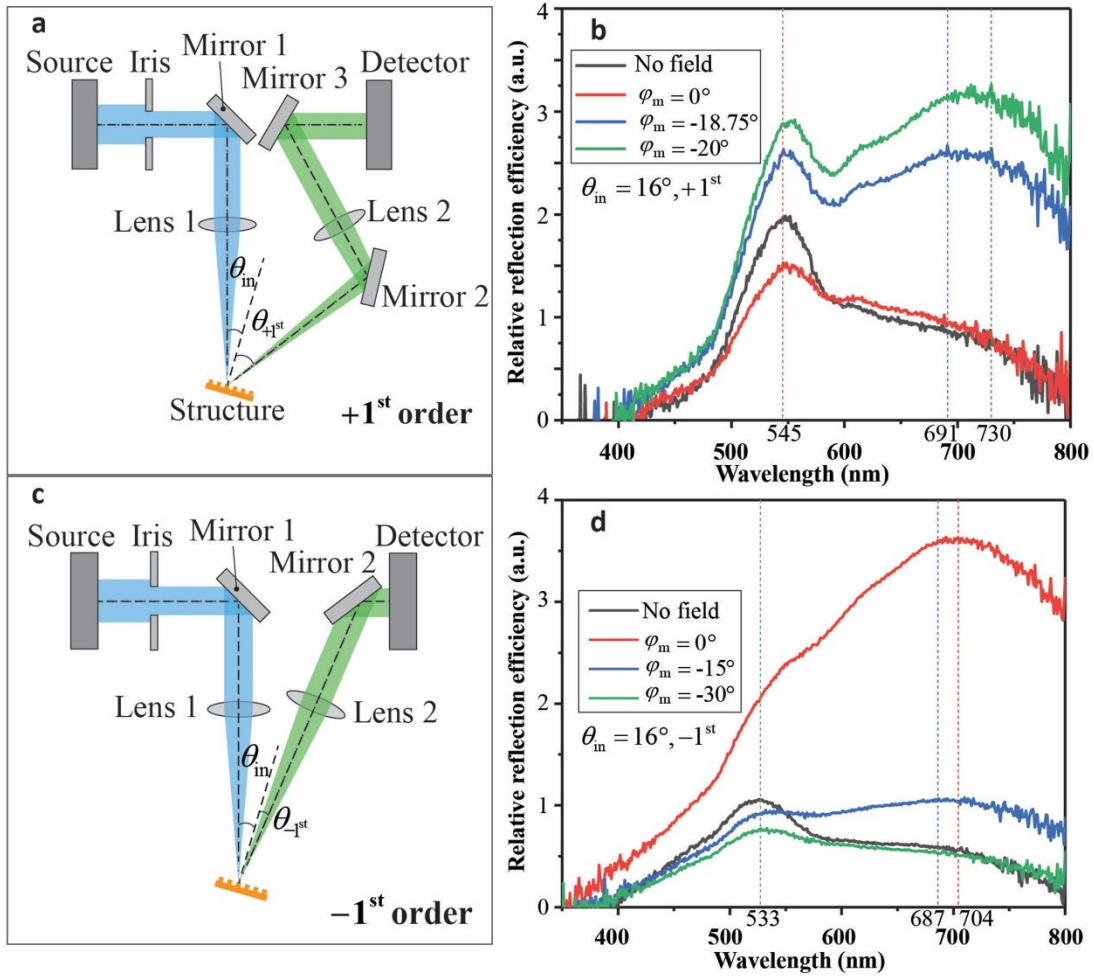 a
Source
Iris
Mirror 1
Mirror 3
Detector
Lens 1
Lens 2
Mirror 2
θin
θ+1st
Structure
+1st order
b
Relative reflection efficiency (a.u.)
4
3
2
1
0
No field
φm = 0°
φm = -18.75°
φm = -20°
θin = 16°, +1st
545
691
730
400
500
600
700
800
Wavelength (nm)
c
Source
Iris
Mirror 1
Mirror 2
Detector
Lens 1
Lens 2
θin
θ-1st
−1st order
d
Relative reflection efficiency (a.u.)
4
3
2
1
0
No field
φm = 0°
φm = -15°
φm = -30°
θin = 16°, −1st
533
687
704
400
500
600
700
800
Wavelength (nm)